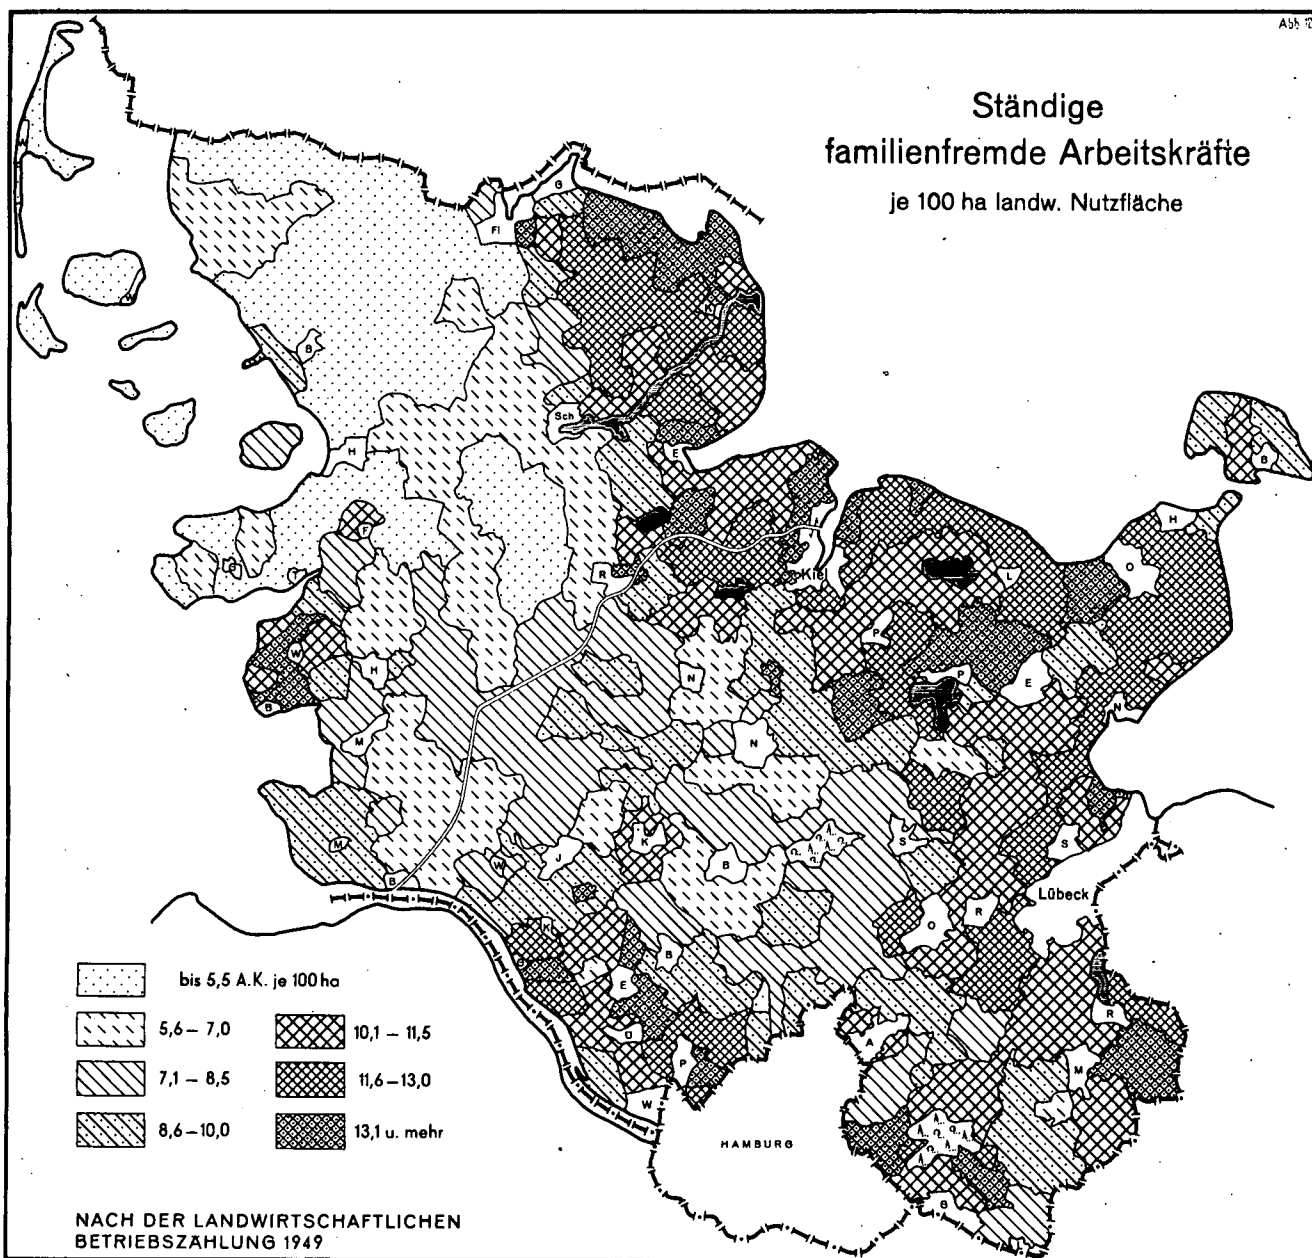 Ständige
familienfremde Arbeitskräfte
je 100 ha landw. Nutzfläche
W
G
Fl
B
Sch
H
E
F
G
T
R
Kiel
L
H
O
B
W
H
B
N
P
P
E
N
M
N
M
B
W
J
K
B
S
S
Lübeck
O
R
K
G
B
E
U
P
W
A
R
M
HAMBURG
G
bis 5,5 A.K. je 100 ha
5,6 – 7,0
10,1 – 11,5
7,1 – 8,5
11,6 – 13,0
8,6 – 10,0
13,1 u. mehr
NACH DER LANDWIRTSCHAFTLICHEN
BETRIEBSZÄHLUNG 1949